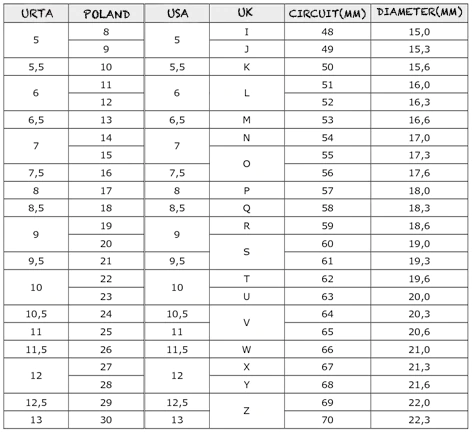 URTA POLAND USA UK CIRCUIT(MM) DIAMETER(MM)
5 8 5 I 48 15,0
9 J 49 15,3
5,5 10 5,5 K 50 15,6
6 11 6 L 51 16,0
12 52 16,3
6,5 13 6,5 M 53 16,6
7 14 7 N 54 17,0
15 O 55 17,3
7,5 16 7,5 56 17,6
8 17 8 P 57 18,0
8,5 18 8,5 Q 58 18,3
9 19 9 R 59 18,6
20 S 60 19,0
9,5 21 9,5 61 19,3
10 22 10 T 62 19,6
23 U 63 20,0
10,5 24 10,5 V 64 20,3
11 25 11 65 20,6
11,5 26 11,5 W 66 21,0
12 27 12 X 67 21,3
28 Y 68 21,6
12,5 29 12,5 Z 69 22,0
13 30 13 70 22,3